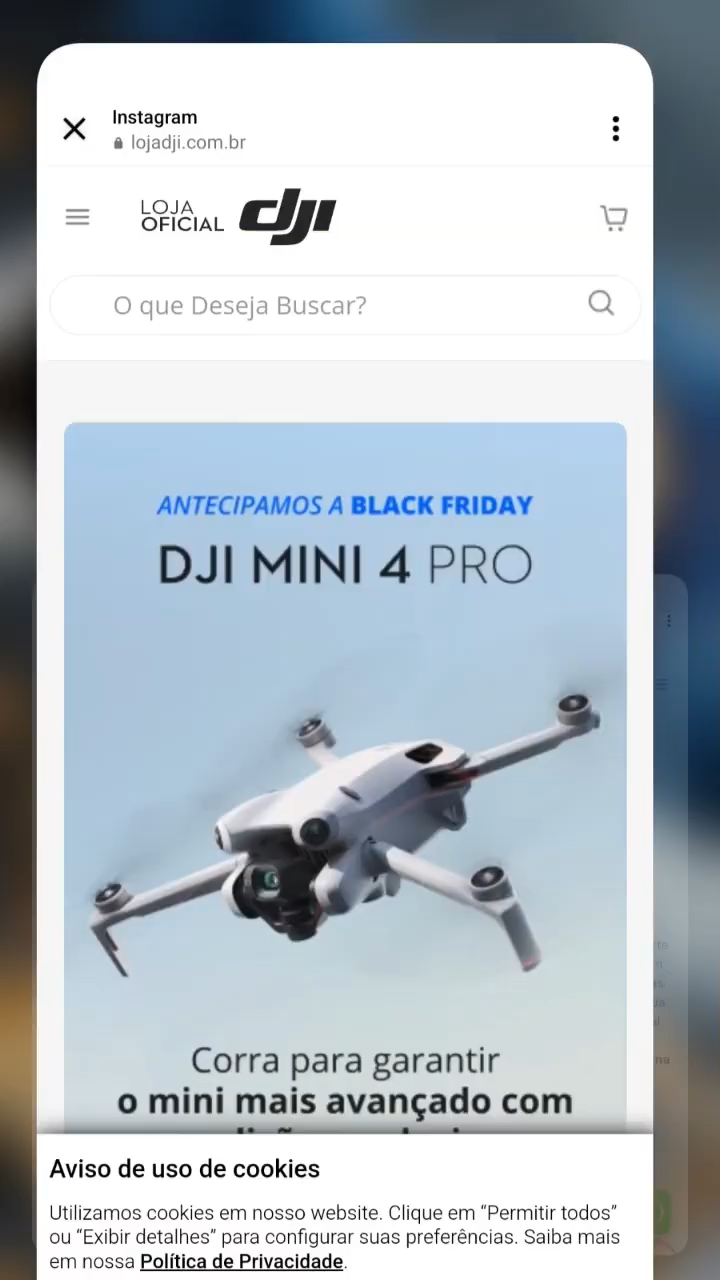 Instagram
lojadji.com.br
LOJA
OFICIAL dji
O que Deseja Buscar?
ANTECIPAMOS A BLACK FRIDAY
DJI MINI 4 PRO
Corra para garantir
o mini mais avançado com
Aviso de uso de cookies
Utilizamos cookies em nosso website. Clique em “Permitir todos”
ou “Exibir detalhes” para configurar suas preferências. Saiba mais
em nossa Política de Privacidade.